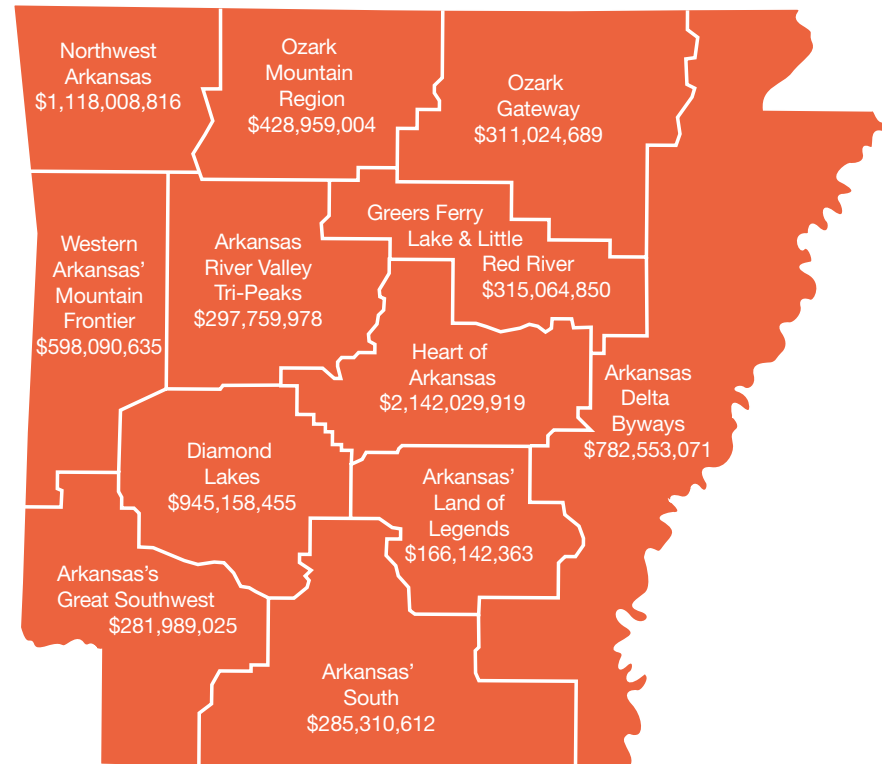 Northwest
Arkansas
$1,118,008,816
Ozark
Mountain
Region
$428,959,004
Ozark
Gateway
$311,024,689
Western
Arkansas’
Mountain
Frontier
$598,090,635
Arkansas
River Valley
Tri-Peaks
$297,759,978
Greers Ferry
Lake & Little
Red River
$315,064,850
Heart of
Arkansas
$2,142,029,919
Arkansas
Delta
Byways
$782,553,071
Diamond
Lakes
$945,158,455
Arkansas’
Land of
Legends
$166,142,363
Arkansas’s
Great Southwest
$281,989,025
Arkansas’
South
$285,310,612